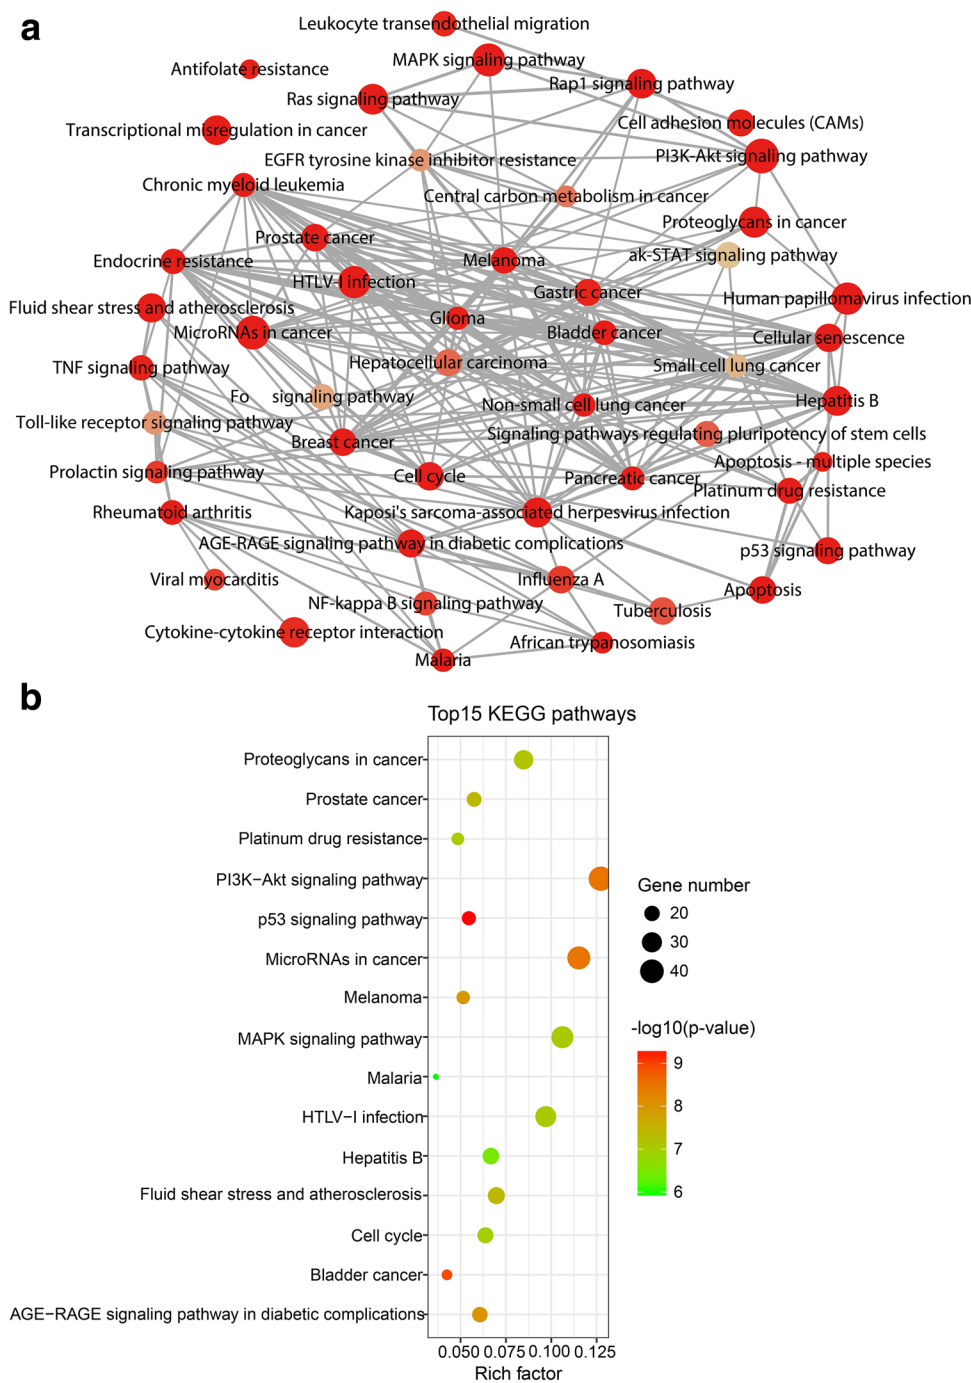 a
Leukocyte transendothelial migration
MAPK signaling pathway
Antifolate resistance
Rap1 signaling pathway
Ras signaling pathway
Cell adhesion molecules (CAMs)
Transcriptional misregulation in cancer
EGFR tyrosine kinase inhibitor resistance
PI3K-Akt signaling pathway
Chronic myeloid leukemia
Central carbon metabolism in cancer
Proteoglycans in cancer
Prostate cancer
ak-STAT signaling pathway
Endocrine resistance
Melanoma
HTLV-I infection
Gastric cancer
Human papillomavirus infection
Fluid shear stress and atherosclerosis
Glioma
MicroRNAs in cancer
Bladder cancer
Cellular senescence
Hepatocellular carcinoma
Small cell lung cancer
TNF signaling pathway
Fo signaling pathway
Non-small cell lung cancer
Hepatitis B
Toll-like receptor signaling pathway
Signaling pathways regulating pluripotency of stem cells
Breast cancer
Apoptosis - multiple species
Prolactin signaling pathway
Cell cycle
Pancreatic cancer
Platinum drug resistance
Rheumatoid arthritis
Kaposi's sarcoma-associated herpesvirus infection
AGE-RAGE signaling pathway in diabetic complications
p53 signaling pathway
Viral myocarditis
Influenza A
Apoptosis
NF-kappa B signaling pathway
Tuberculosis
Cytokine-cytokine receptor interaction
African trypanosomiasis
Malaria
b
Top15 KEGG pathways
Proteoglycans in cancer
Prostate cancer
Platinum drug resistance
PI3K−Akt signaling pathway
p53 signaling pathway
MicroRNAs in cancer
Melanoma
MAPK signaling pathway
Malaria
HTLV−I infection
Hepatitis B
Fluid shear stress and atherosclerosis
Cell cycle
Bladder cancer
AGE−RAGE signaling pathway in diabetic complications
0.050 0.075 0.100 0.125
Rich factor
Gene number
20
30
40
-log10(p-value)
9
8
7
6